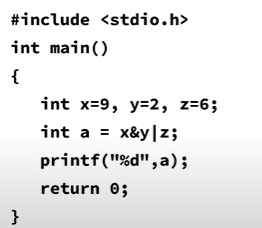 #include <stdio.h>
int main()
{
int x=9, y=2, z=6;
int a = x&y|z;
printf("%d",a);
return 0;
}